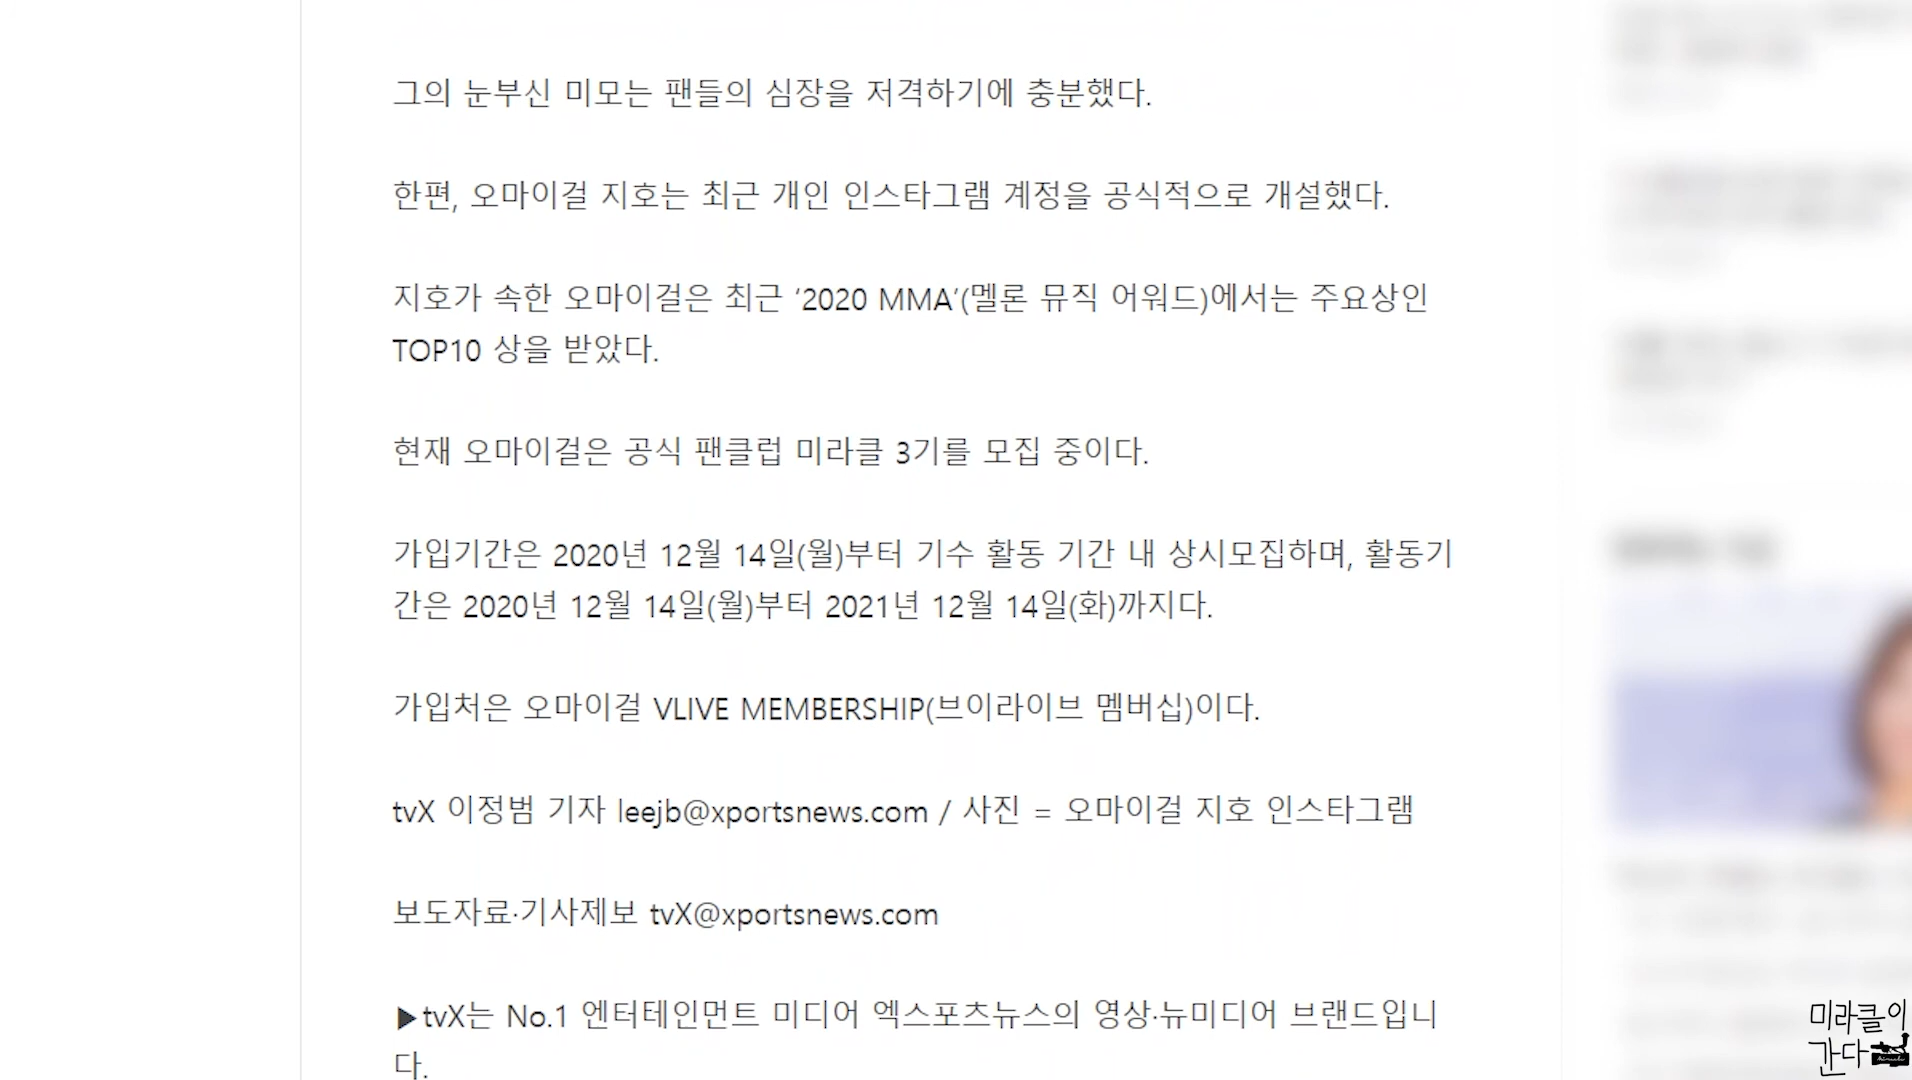 그의 눈부신 미모는 팬들의 심장을 저격하기에 충분했다.
한편, 오마이걸 지호는 최근 개인 인스타그램 계정을 공식적으로 개설했다.
지호가 속한 오마이걸은 최근 ‘2020 MMA’(멜론 뮤직 어워드)에서는 주요상인
TOP10 상을 받았다.
현재 오마이걸은 공식 팬클럽 미라클 3기를 모집 중이다.
가입기간은 2020년 12월 14일(월)부터 기수 활동 기간 내 상시모집하며, 활동기
간은 2020년 12월 14일(월)부터 2021년 12월 14일(화)까지다.
가입처은 오마이걸 VLIVE MEMBERSHIP(브이라이브 멤버십)이다.
tvX 이정범 기자 leejb@xportsnews.com / 사진 = 오마이걸 지호 인스타그램
보도자료·기사제보 tvX@xportsnews.com
▶tvX는 No.1 엔터테인먼트 미디어 엑스포츠뉴스의 영상·뉴미디어 브랜드입니
다.
미라클이
간다